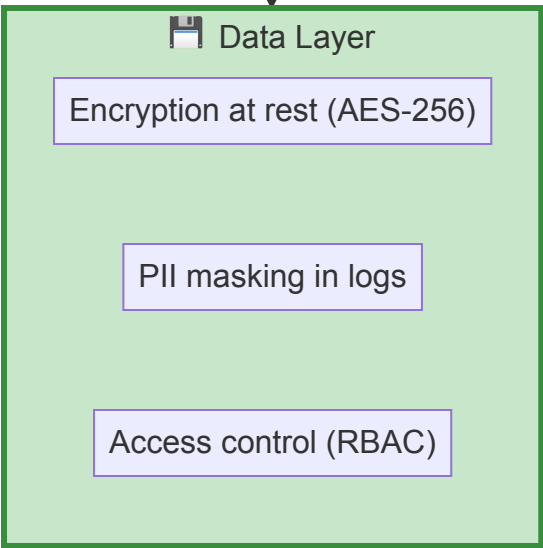 💾 Data Layer
Encryption at rest (AES-256)
PII masking in logs
Access control (RBAC)